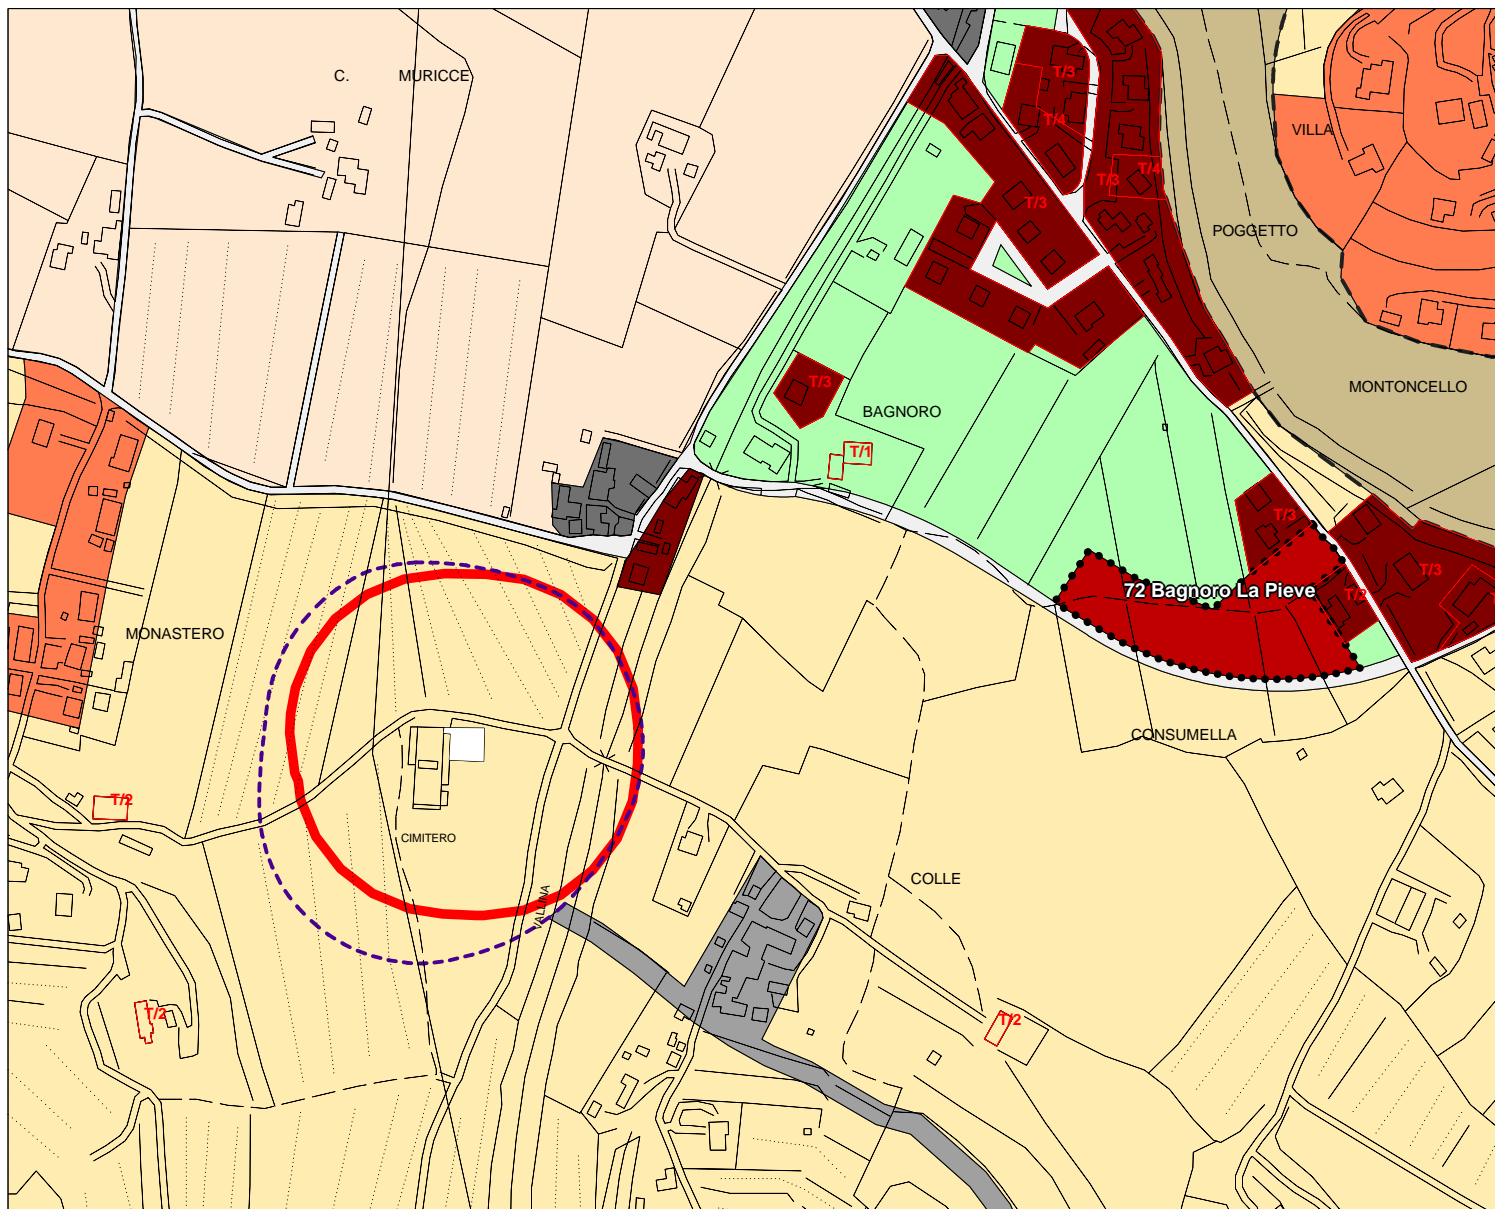 C. MURICCE
T/3
T/4
VILLA
T/3
T/4
T/3
POGGETTO
MONTONCELLO
T/3
BAGNORO
T/1
T/3
T/3
72 Bagnoro La Pieve
T/2
MONASTERO
CONSUMELLA
T/2
CIMITERO
COLLE
VALLINA
T/2
T/2